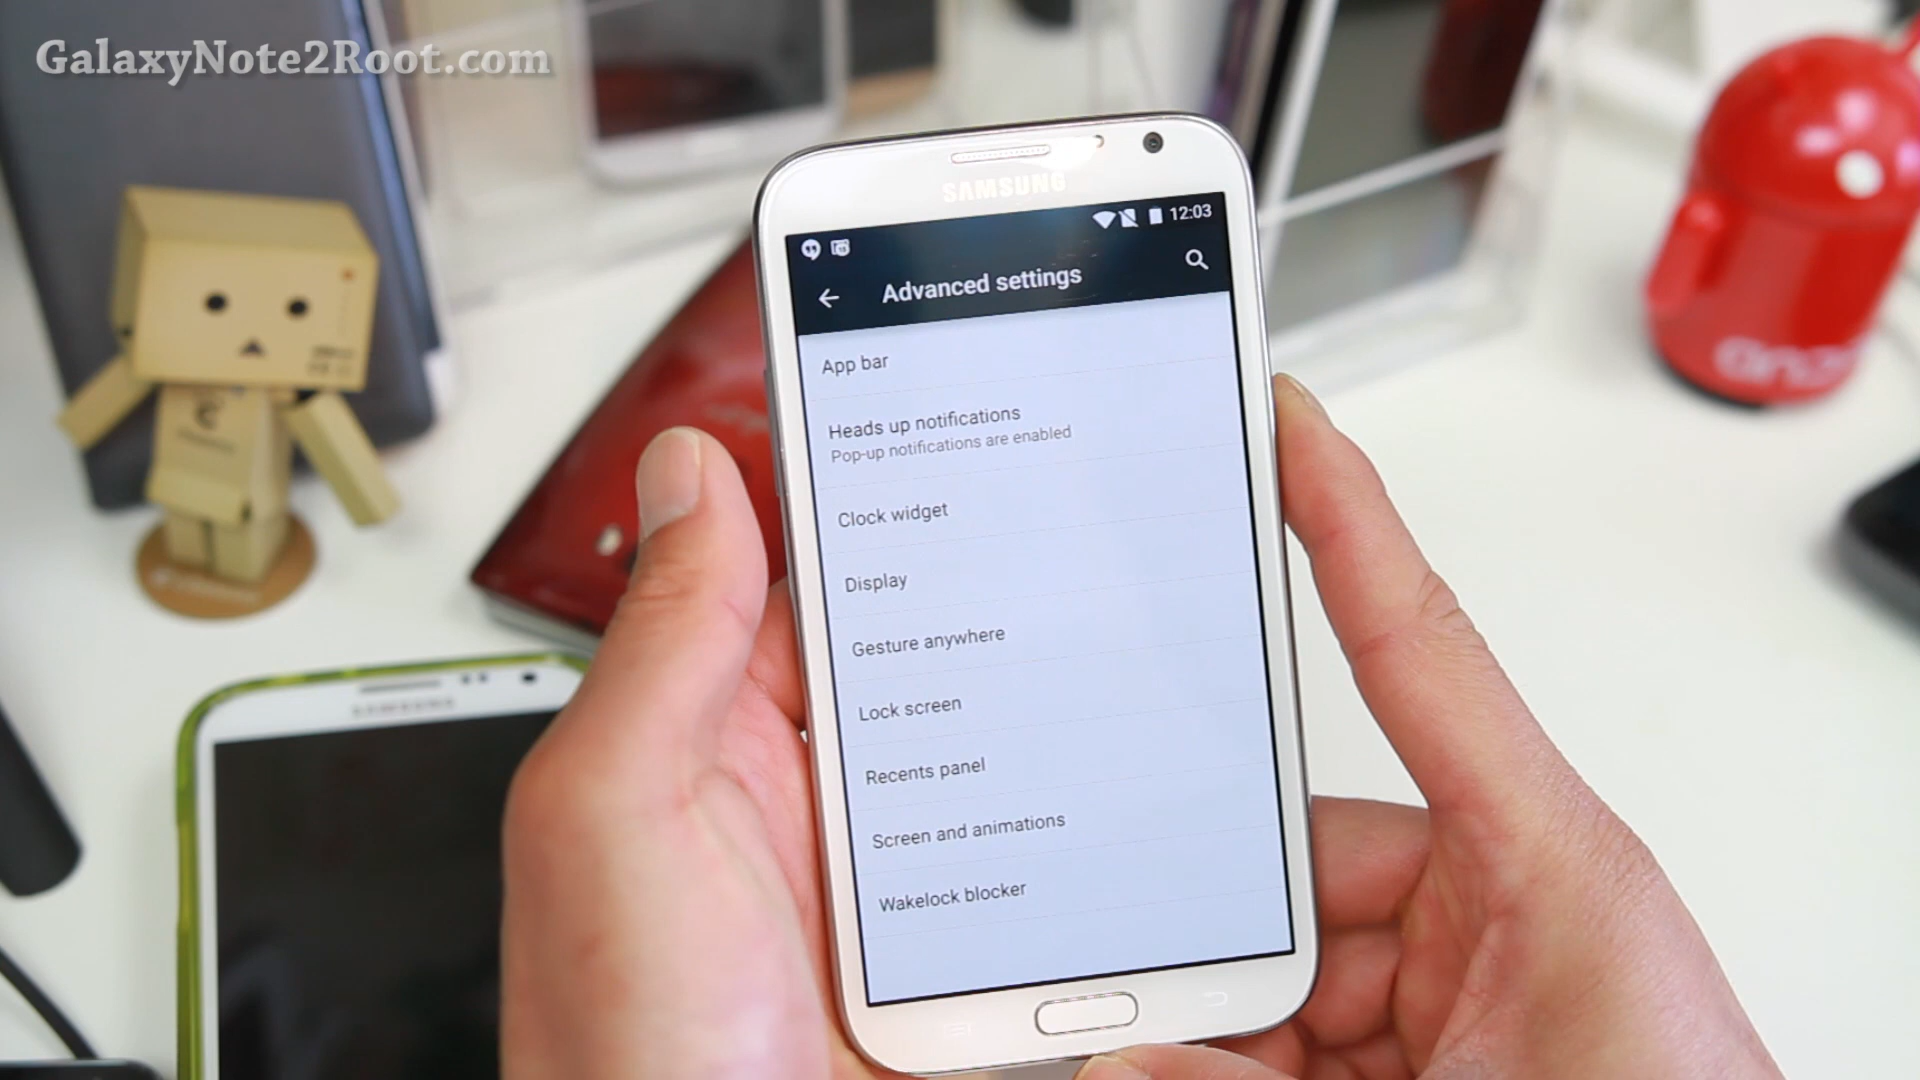 GalaxyNote2Root.com
SAMSUNG
12:03
Advanced settings
App bar
Heads up notifications
Pop-up notifications are enabled
Clock widget
Display
Gesture anywhere
Lock screen
Recents panel
Screen and animations
Wakelock blocker
SAMSUNG